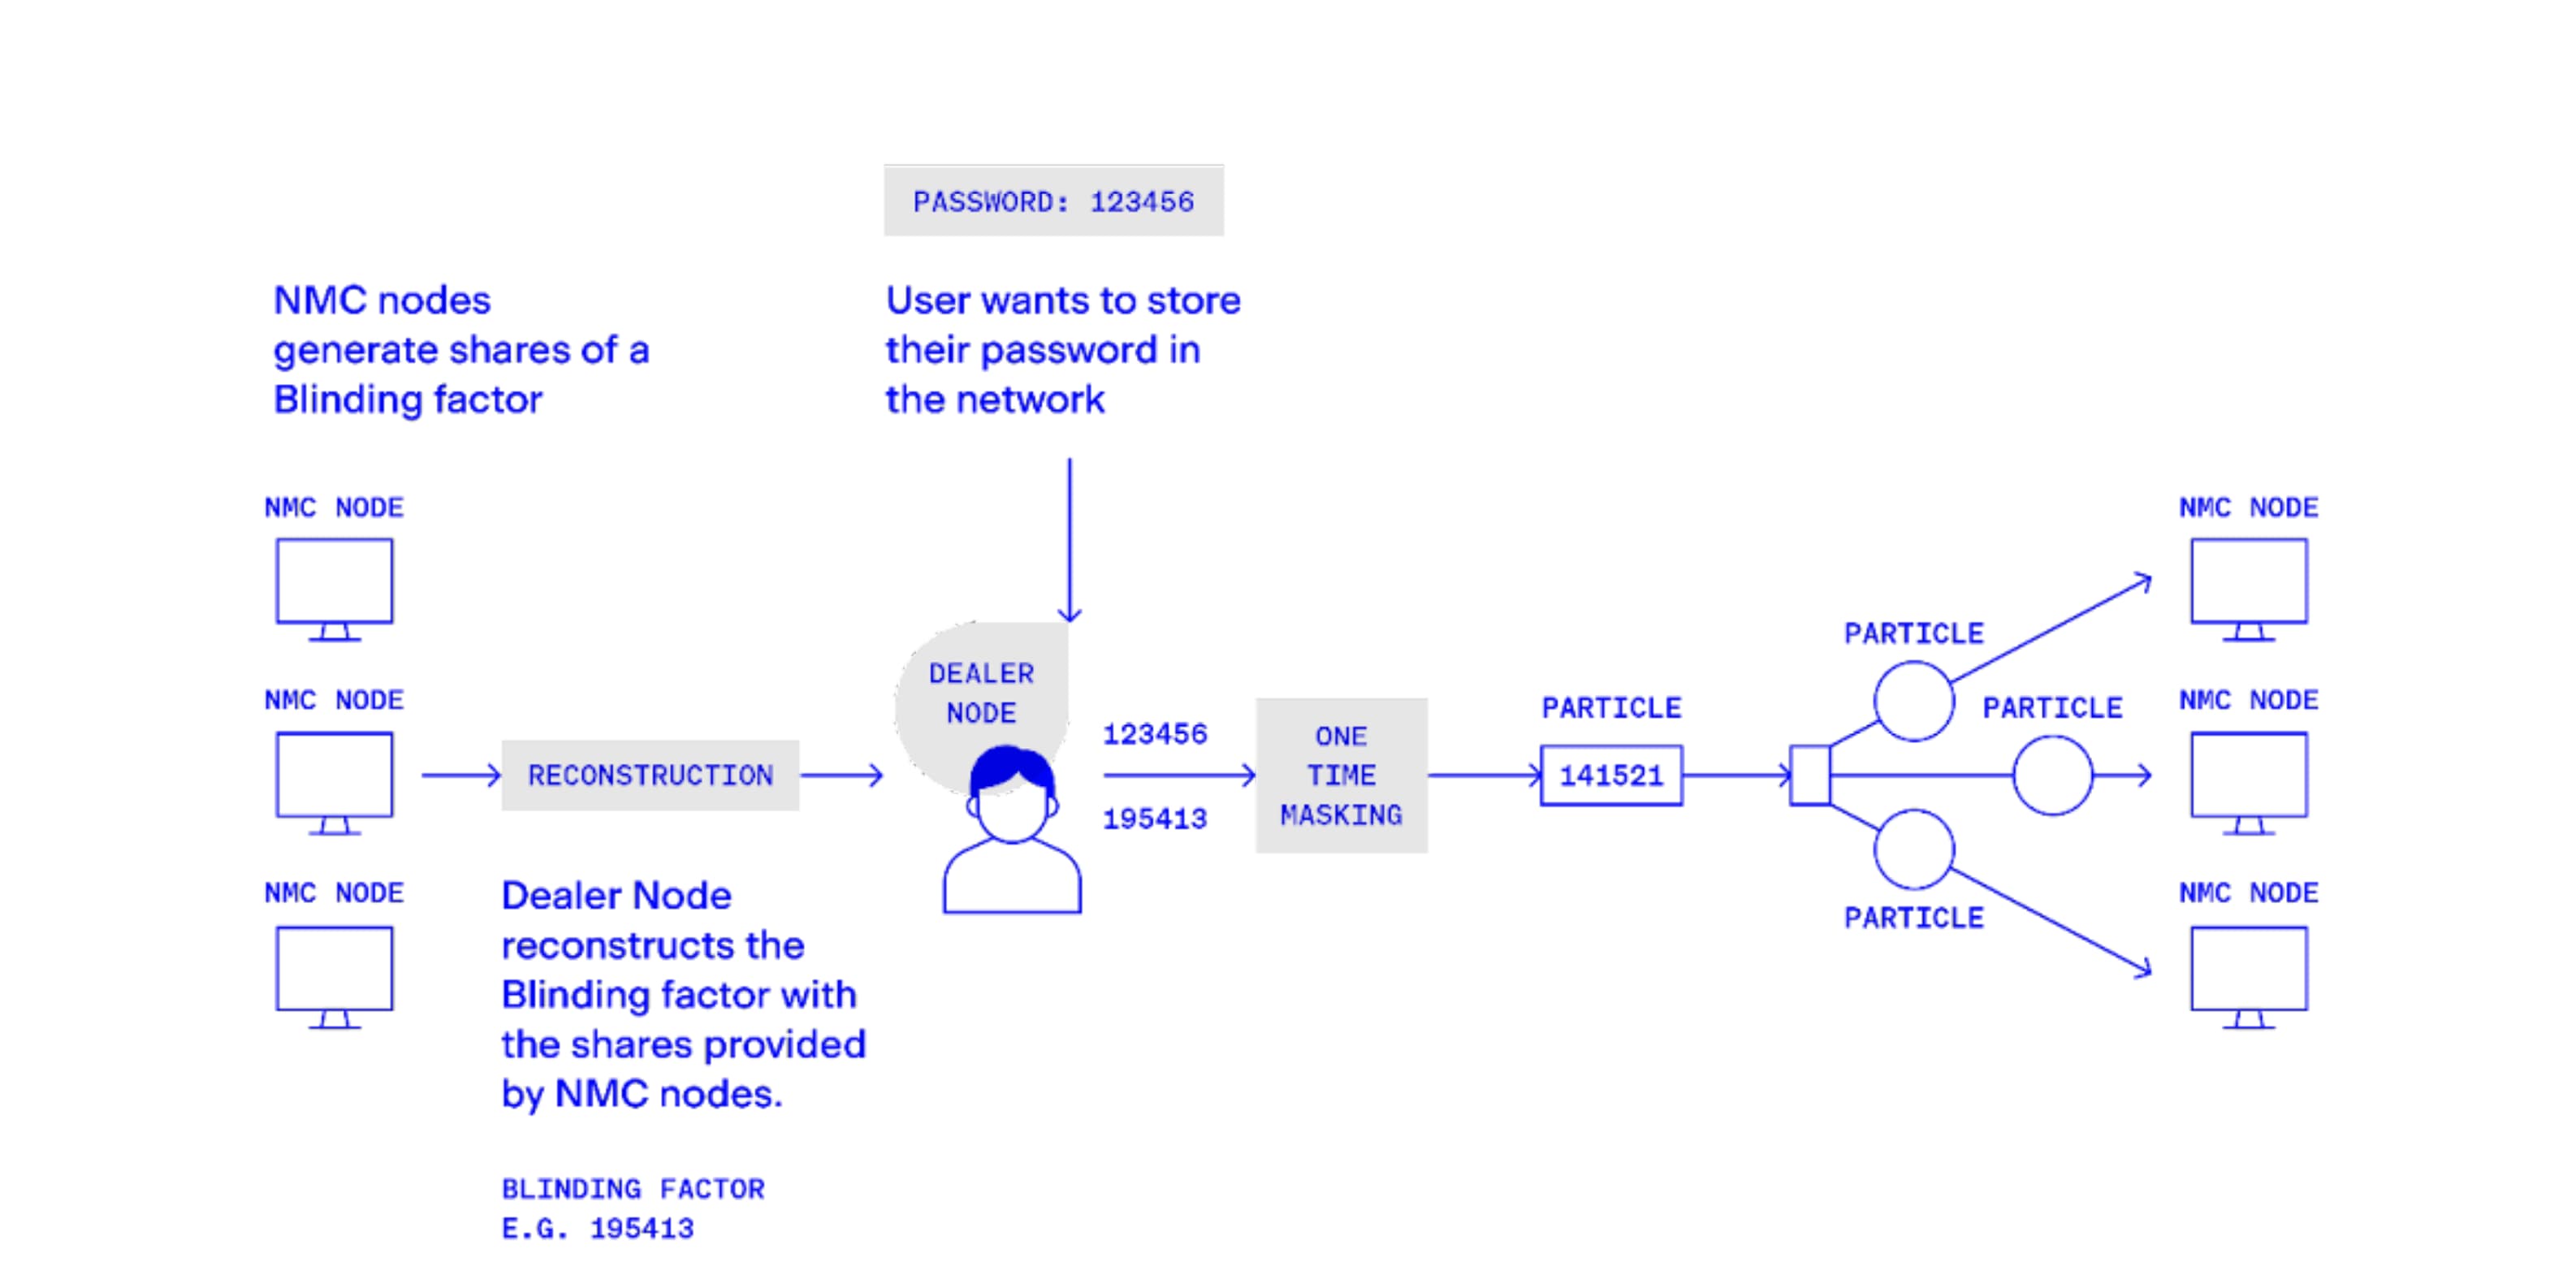 PASSWORD: 123456
NMC nodes
generate shares of a
Blinding factor
User wants to store
their password in
the network
NMC NODE
NMC NODE
NMC NODE
RECONSTRUCTION
Dealer Node
reconstructs the
Blinding factor with
the shares provided
by NMC nodes.
BLINDING FACTOR
E.G. 195413
DEALER
NODE
123456
195413
ONE
TIME
MASKING
PARTICLE
141521
PARTICLE
PARTICLE
PARTICLE
NMC NODE
NMC NODE
NMC NODE